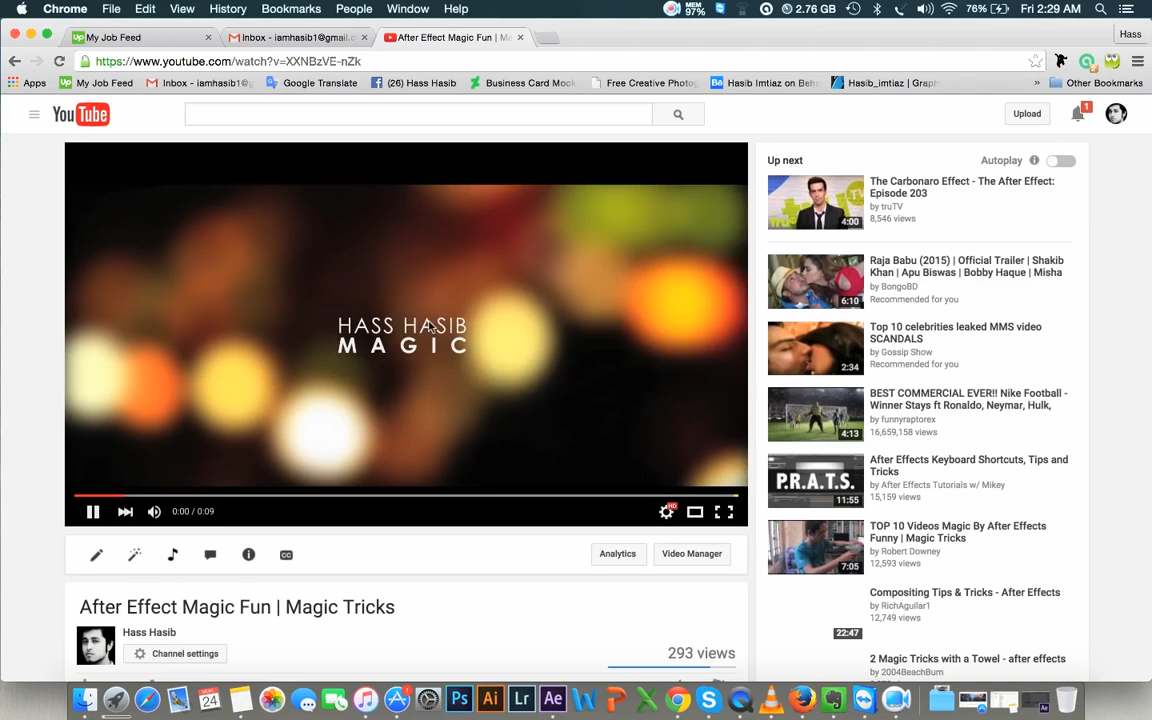 Chrome File Edit View History Bookmarks People Window Help MEM 97% 2.76 GB 76% Fri 2:29 AM
Up My Job Feed × Inbox - iamhasib1@gmail.c × After Effect Magic Fun | M × Hass
https://www.youtube.com/watch?v=XXNBzVE-nZk
Apps Up My Job Feed Inbox - iamhasib1@g Google Translate (26) Hass Hasib Business Card Mock Free Creative Photo Bē Hasib Imtiaz on Behan Hasib_imtiaz | Graph » Other Bookmarks
YouTube Upload 1
HASS HASIB
MAGIC
0:00 / 0:09 HD
CC Analytics Video Manager
After Effect Magic Fun | Magic Tricks
Hass Hasib
Channel settings
293 views
Up next Autoplay
The Carbonaro Effect - The After Effect:
Episode 203
by truTV
8,546 views
4:00
Raja Babu (2015) | Official Trailer | Shakib
Khan | Apu Biswas | Bobby Haque | Misha
by BongoBD
Recommended for you
6:10
Top 10 celebrities leaked MMS video
SCANDALS
by Gossip Show
Recommended for you
2:34
BEST COMMERCIAL EVER!! Nike Football -
Winner Stays ft Ronaldo, Neymar, Hulk,
by funnyraptorex
16,659,158 views
4:13
After Effects Keyboard Shortcuts, Tips and
Tricks
by After Effects Tutorials w/ Mikey
15,159 views
P.R.A.T.S.
11:55
TOP 10 Videos Magic By After Effects
Funny | Magic Tricks
by Robert Downey
12,593 views
7:05
Compositing Tips & Tricks - After Effects
by RichAguilar1
12,749 views
22:47
2 Magic Tricks with a Towel - after effects
by 2004BeachBum
24 1 Ps Ai Lr Ae